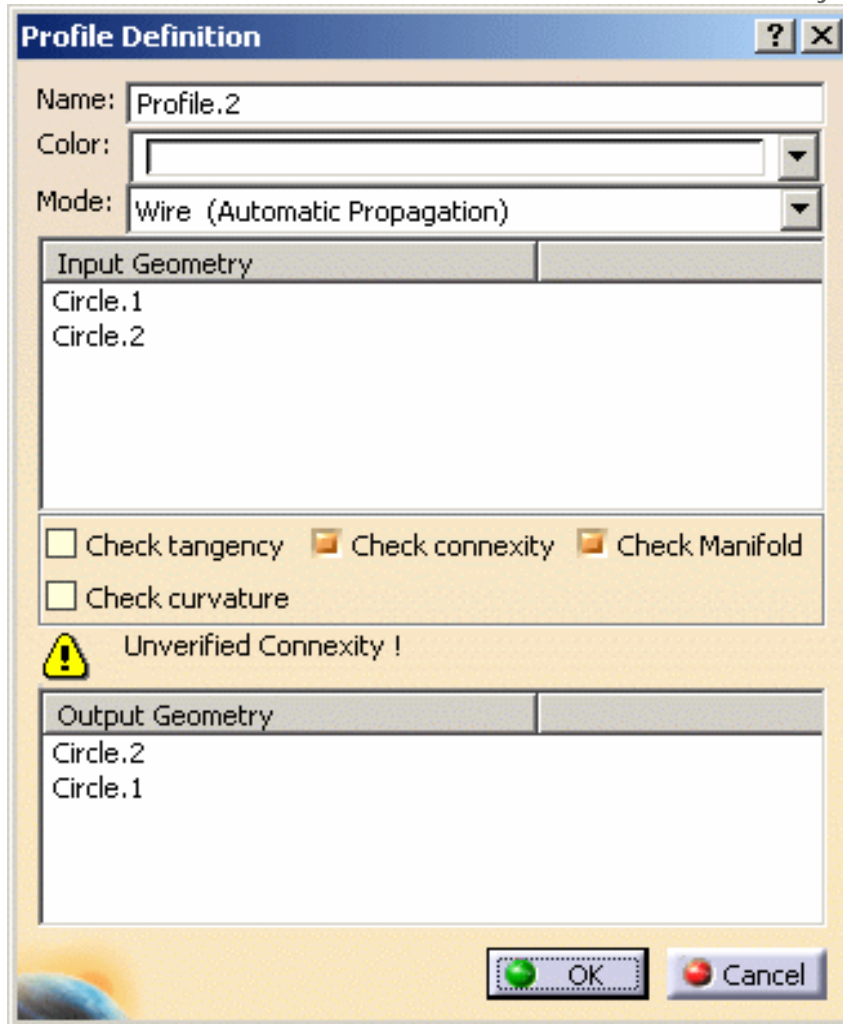 Profile Definition
Name: Profile.2
Color:
Mode: Wire (Automatic Propagation)
Input Geometry
Circle.1
Circle.2
Check tangency Check connexity Check Manifold
Check curvature
Unverified Connexity !
Output Geometry
Circle.2
Circle.1
OK Cancel